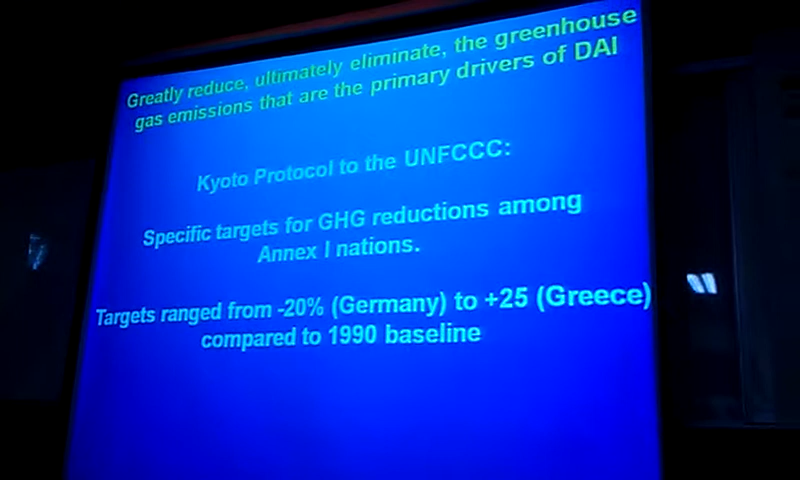 Greatly reduce, ultimately eliminate, the greenhouse
gas emissions that are the primary drivers of DAI
Kyoto Protocol to the UNFCCC:
Specific targets for GHG reductions among
Annex I nations.
Targets ranged from -20% (Germany) to +25 (Greece)
compared to 1990 baseline